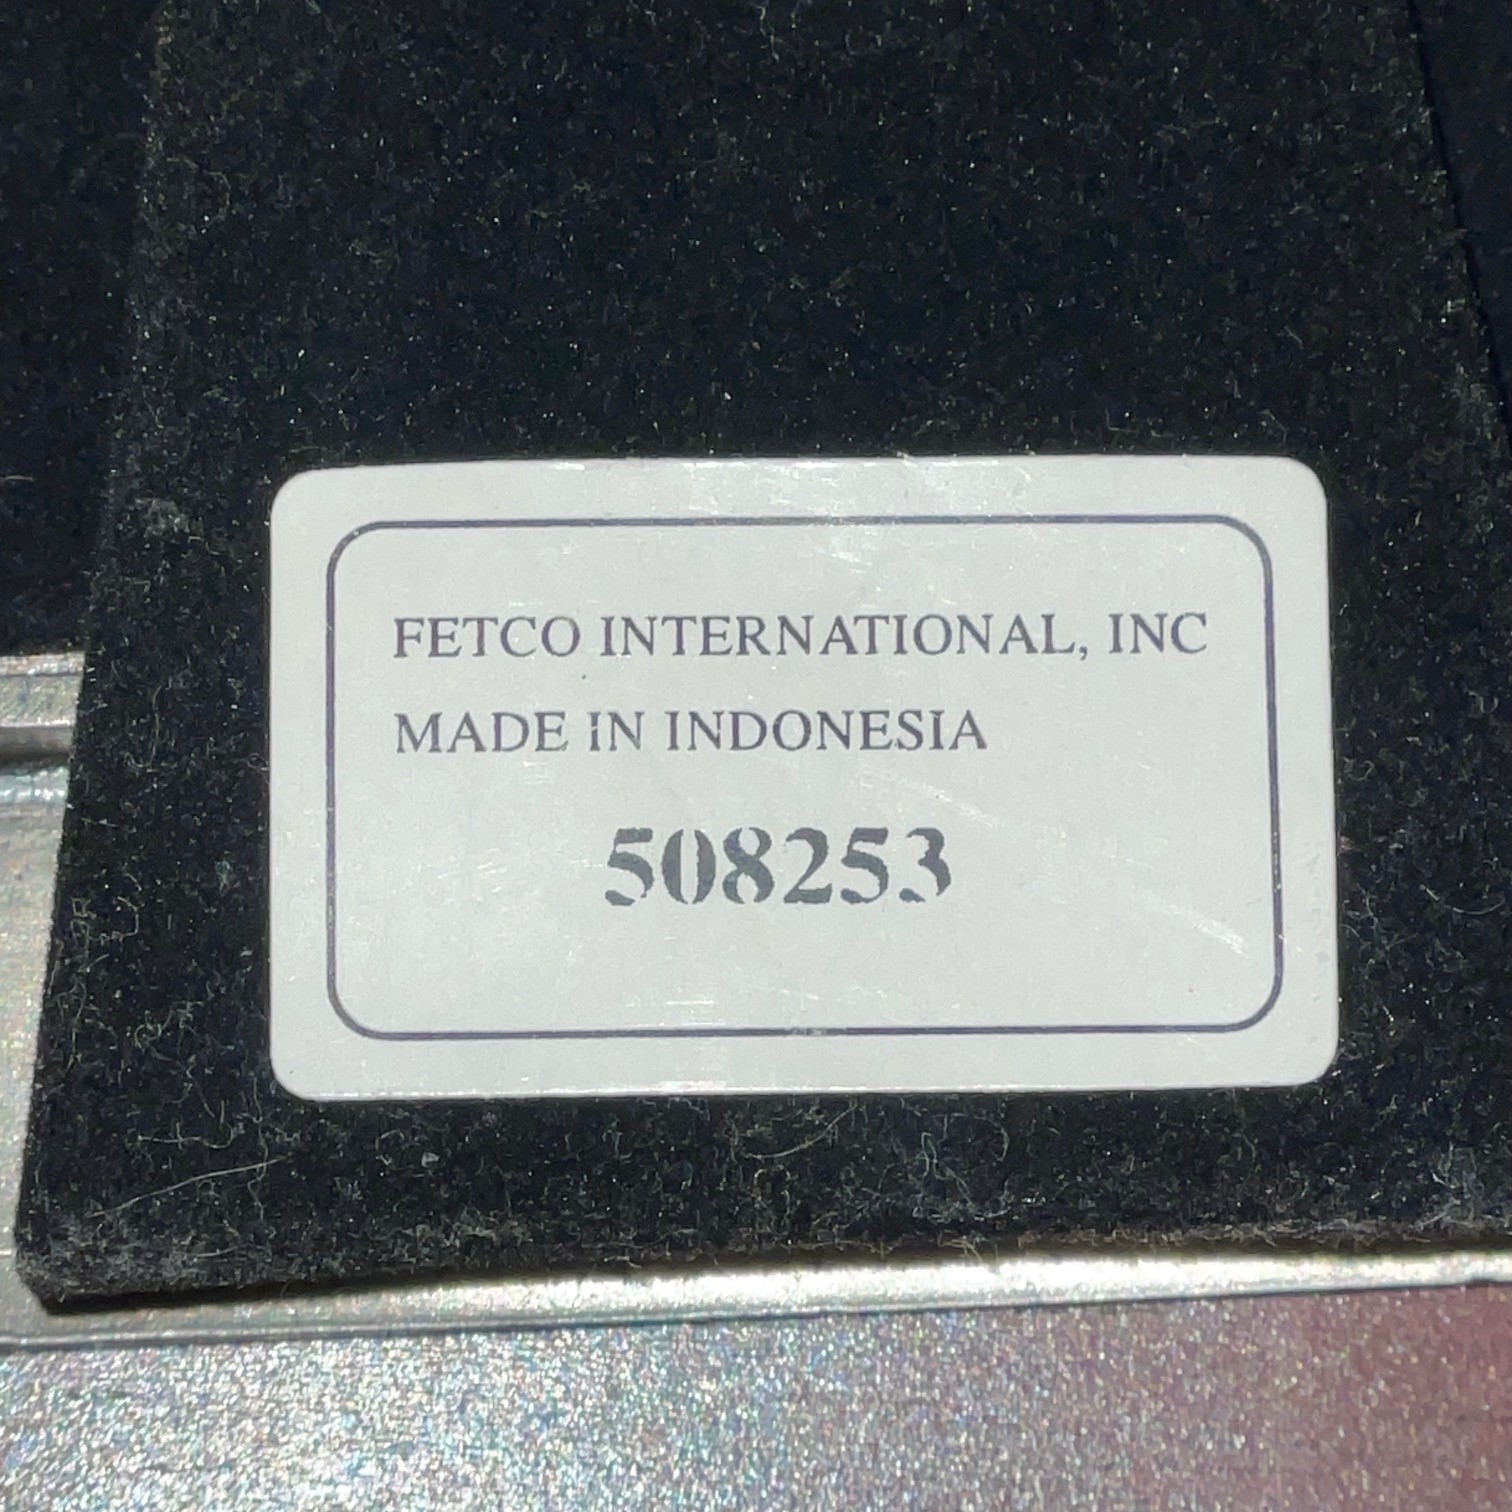 FETCO INTERNATIONAL, INC
MADE IN INDONESIA
508253